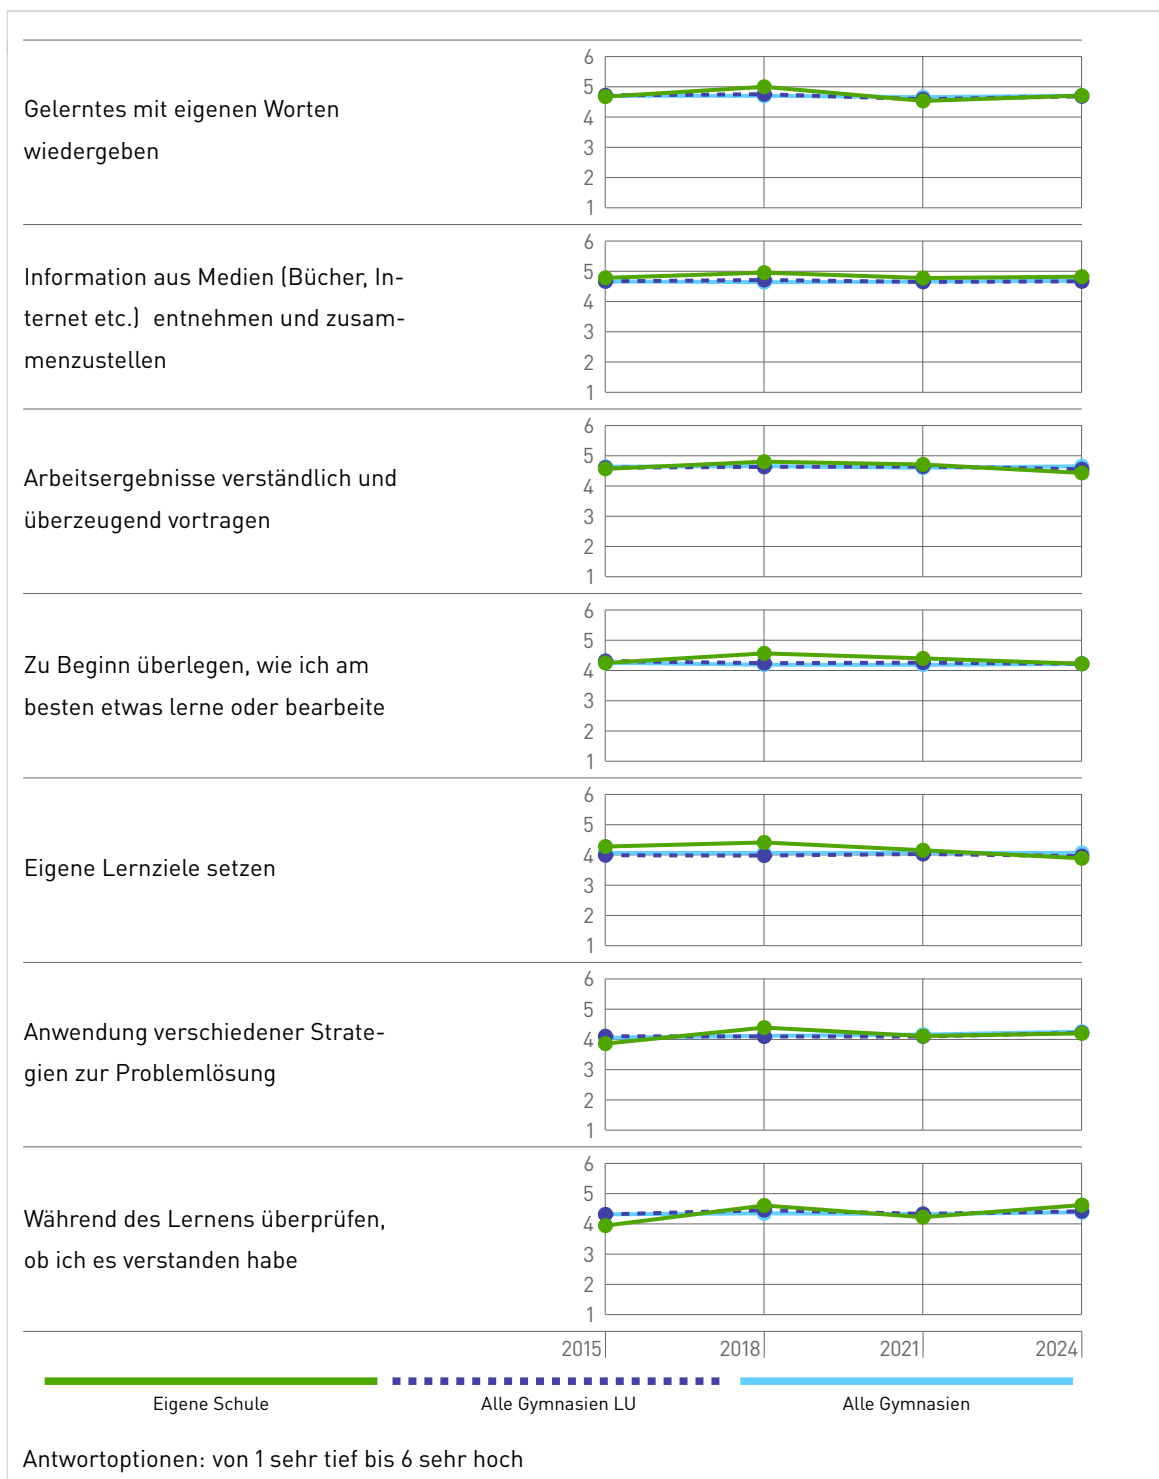 6
5
4
3
2
1
Gelerntes mit eigenen Worten
wiedergeben
6
5
4
3
2
1
Information aus Medien (Bücher, In-
ternet etc.) entnehmen und zusam-
menzustellen
6
5
4
3
2
1
Arbeitsergebnisse verständlich und
überzeugend vortragen
6
5
4
3
2
1
Zu Beginn überlegen, wie ich am
besten etwas lerne oder bearbeite
6
5
4
3
2
1
Eigene Lernziele setzen
6
5
4
3
2
1
Anwendung verschiedener Strate-
gien zur Problemlösung
6
5
4
3
2
1
Während des Lernens überprüfen,
ob ich es verstanden habe
2015 2018 2021 2024
Eigene Schule Alle Gymnasien LU Alle Gymnasien
Antwortoptionen: von 1 sehr tief bis 6 sehr hoch